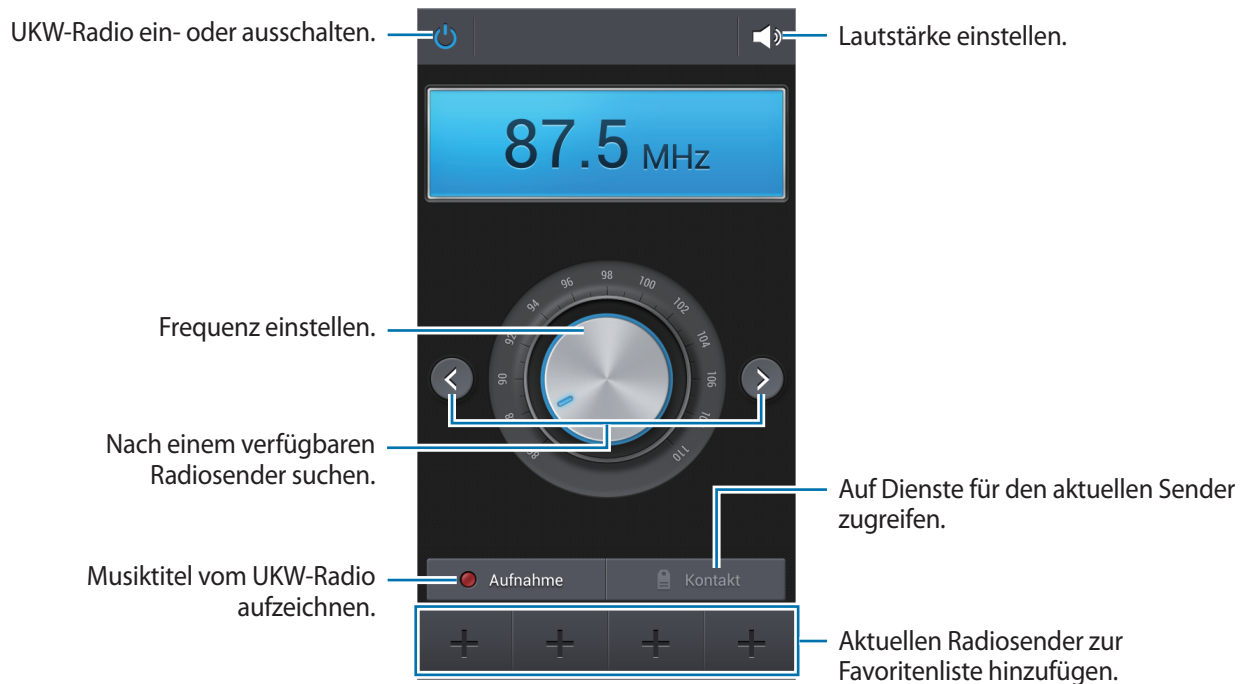 UKW-Radio ein- oder ausschalten.
Lautstärke einstellen.
87.5 MHz
98
96
100
94
102
92
104
90
106
86
110
Frequenz einstellen.
Nach einem verfügbaren
Radiosender suchen.
Auf Dienste für den aktuellen Sender
zugreifen.
Musiktitel vom UKW-Radio
aufzeichnen.
Aufnahme
Kontakt
Aktuellen Radiosender zur
Favoritenliste hinzufügen.